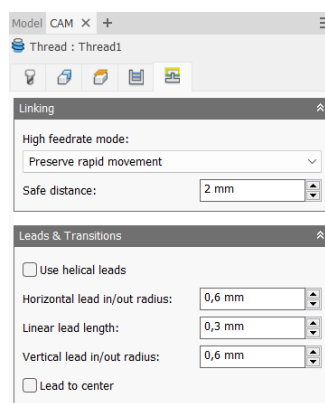 Model CAM × +
Thread : Thread1
Linking
High feedrate mode:
Preserve rapid movement
Safe distance: 2 mm
Leads & Transitions
Use helical leads
Horizontal lead in/out radius: 0,6 mm
Linear lead length: 0,3 mm
Vertical lead in/out radius: 0,6 mm
Lead to center